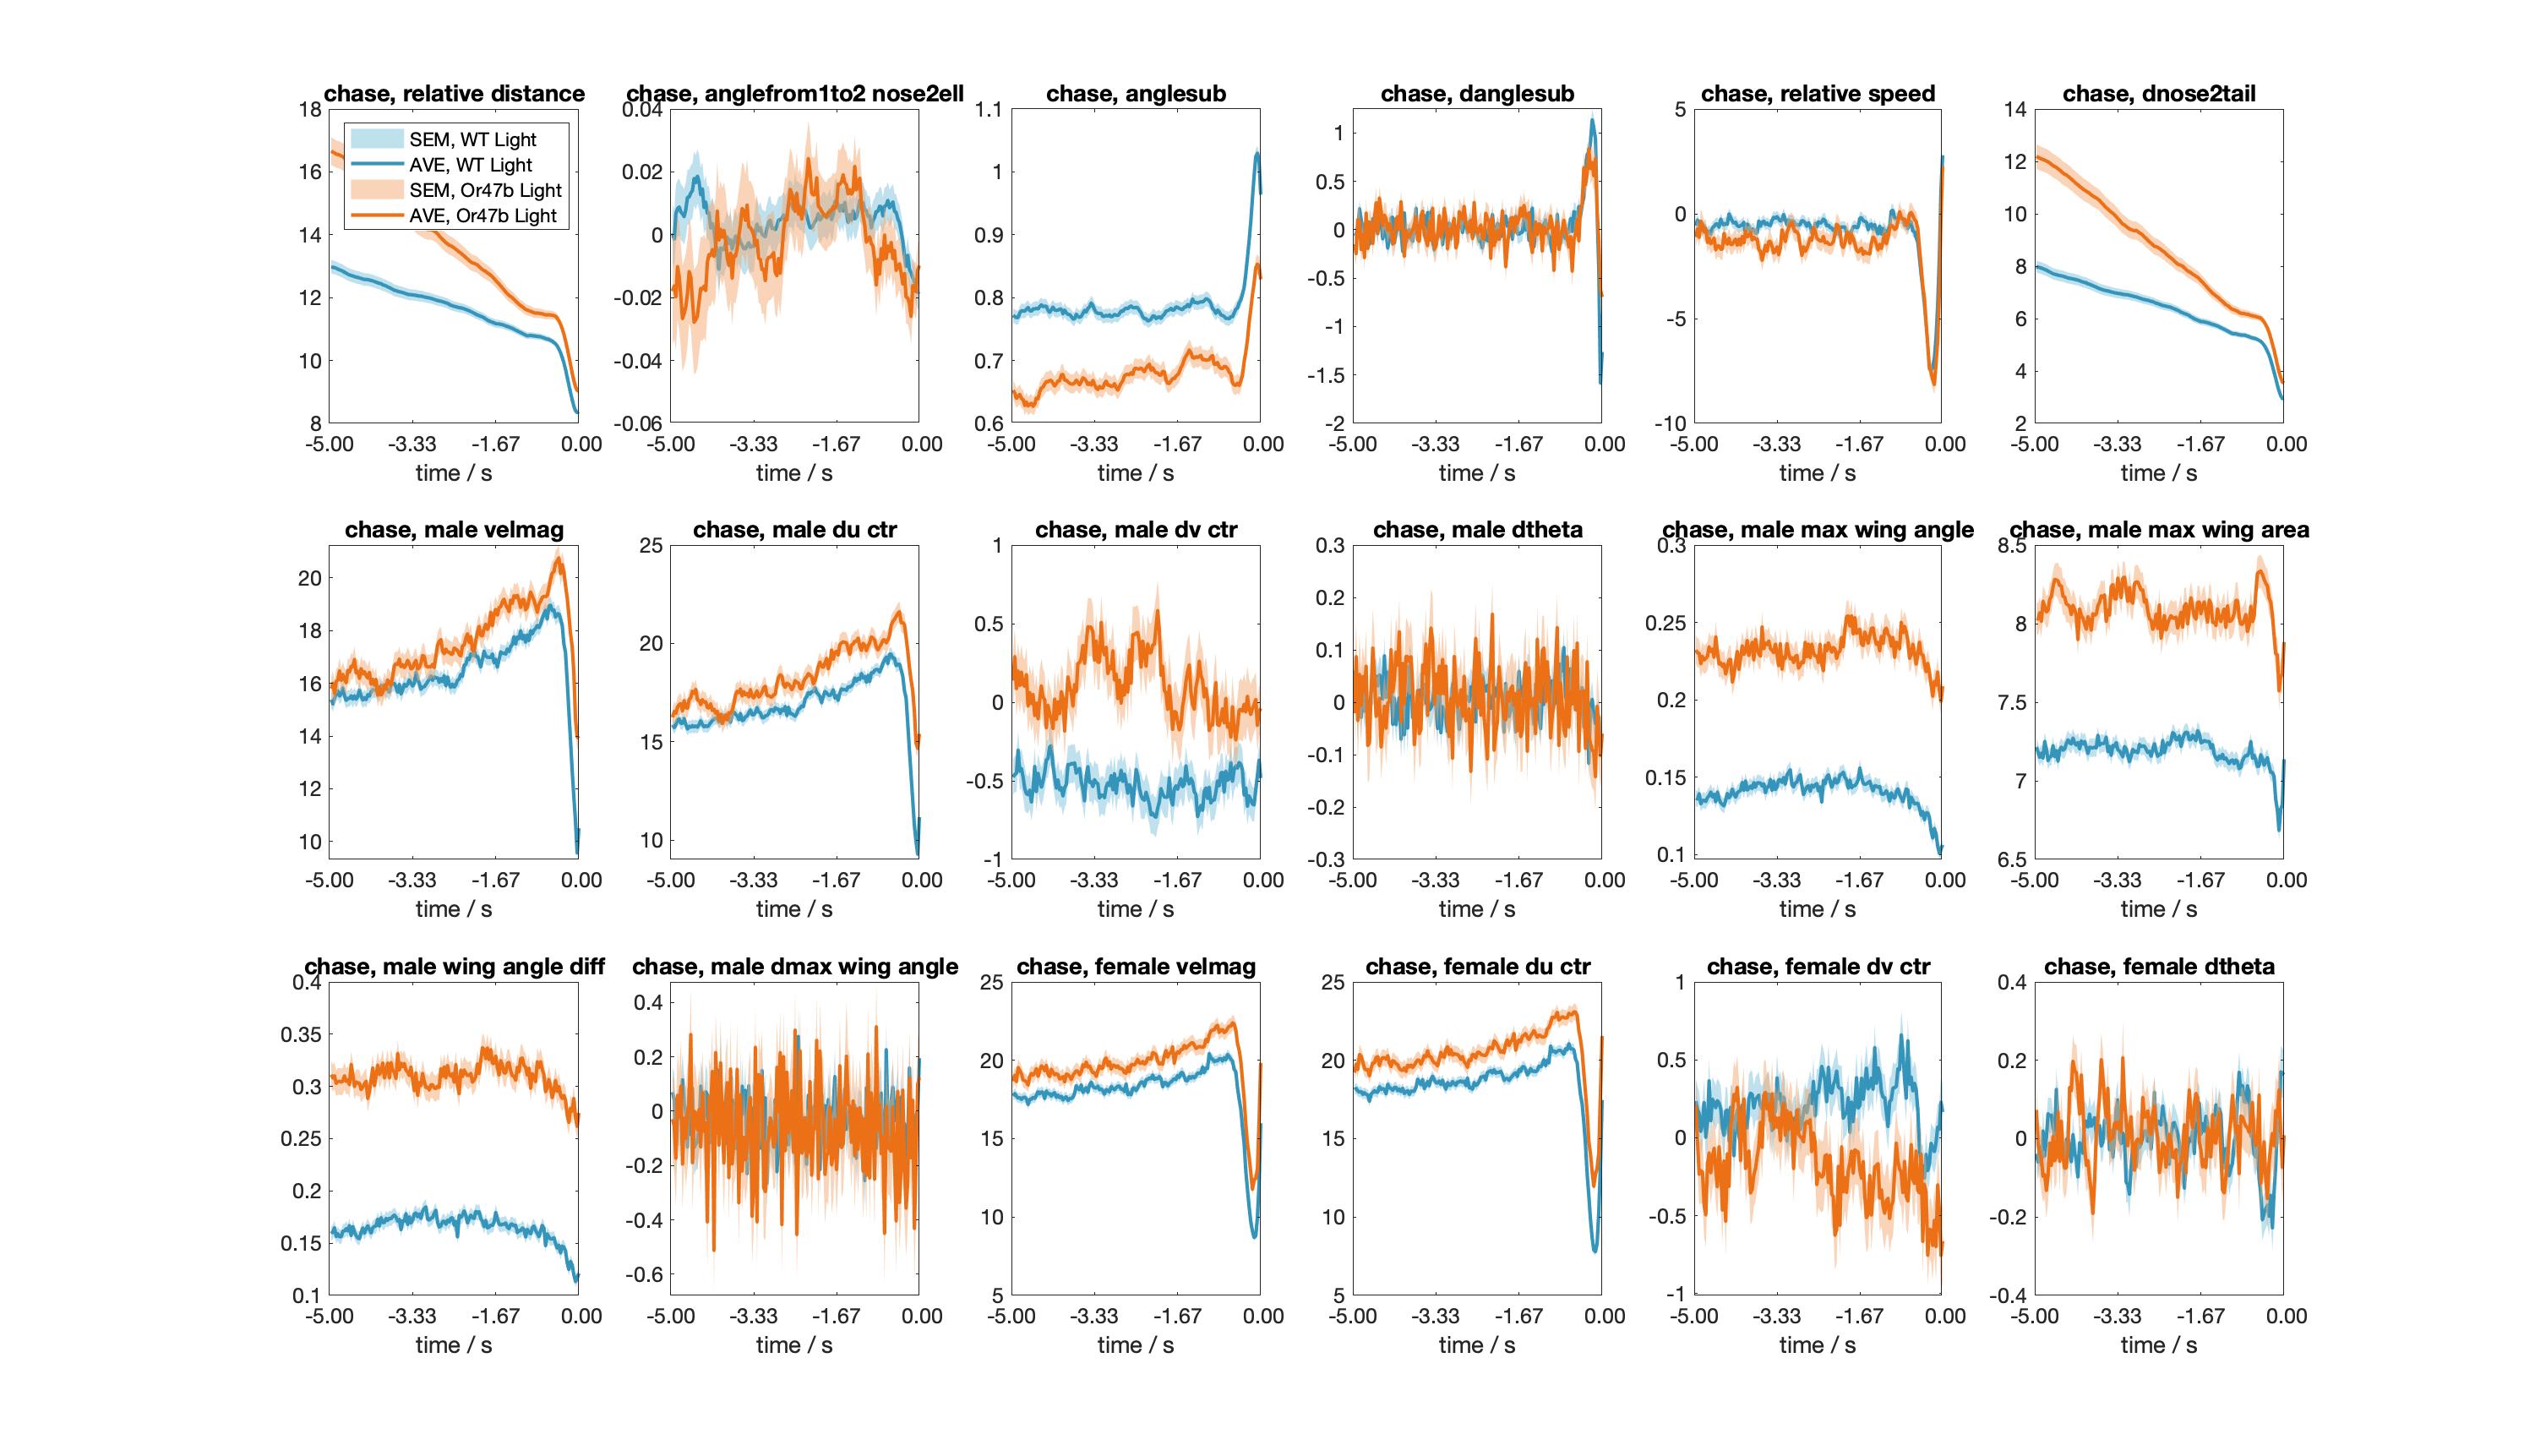 chase, relative distance
18
16
14
12
10
8
-5.00 -3.33 -1.67 0.00
time / s
SEM, WT Light
AVE, WT Light
SEM, Or47b Light
AVE, Or47b Light
chase, anglefrom1to2 nose2ell
0.04
0.02
0
-0.02
-0.04
-0.06
-5.00 -3.33 -1.67 0.00
time / s
chase, anglesub
1.1
1
0.9
0.8
0.7
0.6
-5.00 -3.33 -1.67 0.00
time / s
chase, danglesub
1
0.5
0
-0.5
-1
-1.5
-2
-5.00 -3.33 -1.67 0.00
time / s
chase, relative speed
5
0
-5
-10
-5.00 -3.33 -1.67 0.00
time / s
chase, dnose2tail
14
12
10
8
6
4
2
-5.00 -3.33 -1.67 0.00
time / s
chase, male velmag
20
18
16
14
12
10
-5.00 -3.33 -1.67 0.00
time / s
chase, male du ctr
25
20
15
10
-5.00 -3.33 -1.67 0.00
time / s
chase, male dv ctr
1
0.5
0
-0.5
-1
-5.00 -3.33 -1.67 0.00
time / s
chase, male dtheta
0.3
0.2
0.1
0
-0.1
-0.2
-0.3
-5.00 -3.33 -1.67 0.00
time / s
chase, male max wing angle
0.3
0.25
0.2
0.15
0.1
-5.00 -3.33 -1.67 0.00
time / s
chase, male max wing area
8.5
8
7.5
7
6.5
-5.00 -3.33 -1.67 0.00
time / s
chase, male wing angle diff
0.4
0.35
0.3
0.25
0.2
0.15
0.1
-5.00 -3.33 -1.67 0.00
time / s
chase, male dmax wing angle
0.4
0.2
0
-0.2
-0.4
-0.6
-5.00 -3.33 -1.67 0.00
time / s
chase, female velmag
25
20
15
10
5
-5.00 -3.33 -1.67 0.00
time / s
chase, female du ctr
25
20
15
10
5
-5.00 -3.33 -1.67 0.00
time / s
chase, female dv ctr
1
0.5
0
-0.5
-1
-5.00 -3.33 -1.67 0.00
time / s
chase, female dtheta
0.4
0.2
0
-0.2
-0.4
-5.00 -3.33 -1.67 0.00
time / s